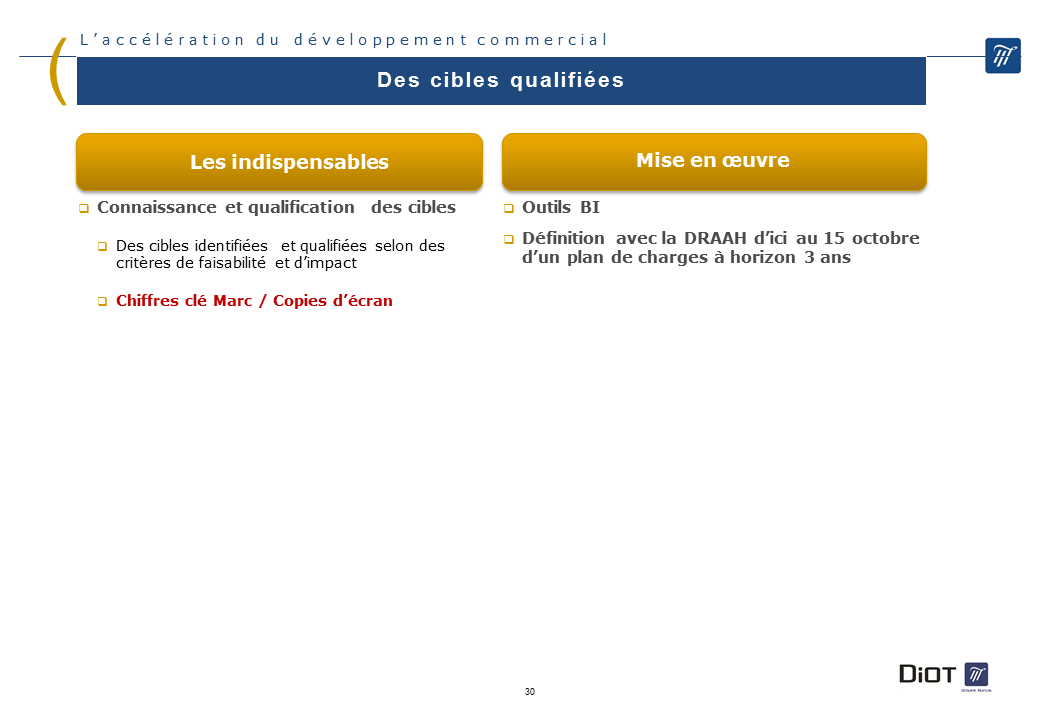 L’accélération du développement commercial
Des cibles qualifiées
Les indispensables
Connaissance et qualification des cibles
Des cibles identifiées et qualifiées selon des
critères de faisabilité et d’impact
Chiffres clé Marc / Copies d’écran
Mise en œuvre
Outils BI
Définition avec la DRAAH d’ici au 15 octobre
d’un plan de charges à horizon 3 ans
DiOT
Groupe Burrus
30